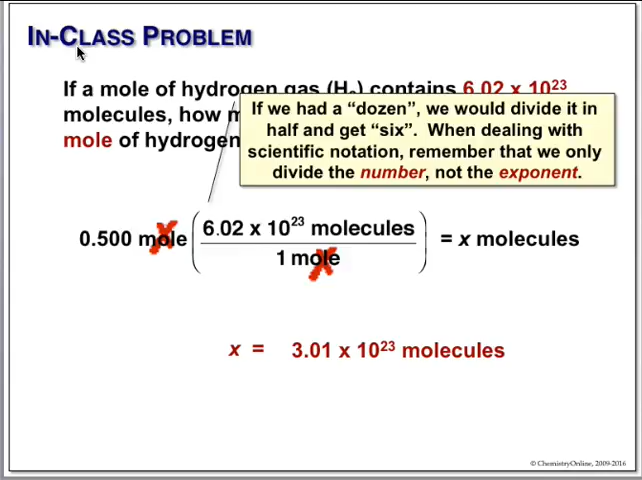 IN-CLASS PROBLEM
If a mole of hydrogen gas (H₂) contains 6.02 x 10²³
molecules, how
mole of hydrogen
If we had a “dozen”, we would divide it in
half and get “six”. When dealing with
scientific notation, remember that we only
divide the number, not the exponent.
0.500 mole ( 6.02 x 10²³ molecules
1 mole ) = x molecules
x = 3.01 x 10²³ molecules
© ChemistryOnline, 2009-2016